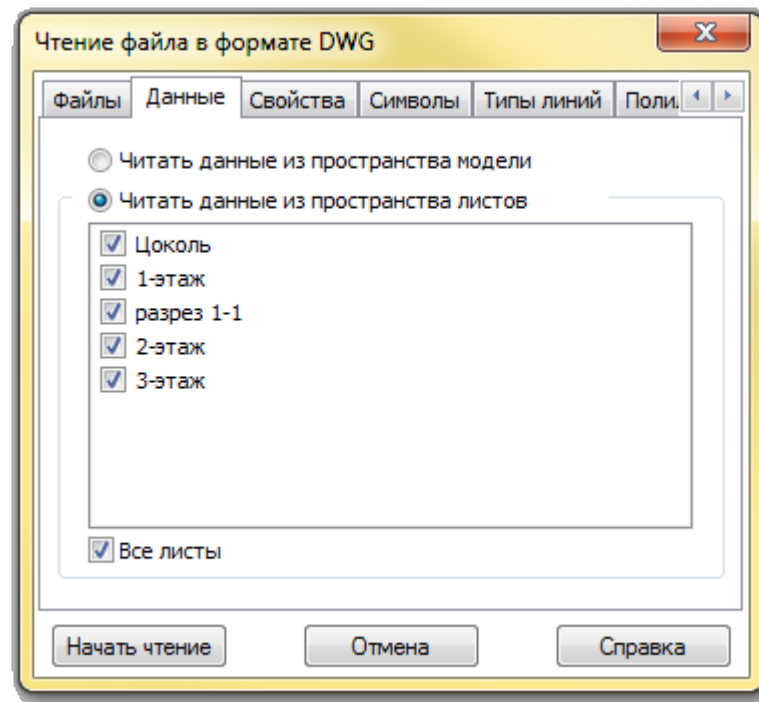 Чтение файла в формате DWG
Файлы Данные Свойства Символы Типы линий Поли
Читать данные из пространства модели
Читать данные из пространства листов
Цоколь
1-этаж
разрез 1-1
2-этаж
3-этаж
Все листы
Начать чтение Отмена Справка